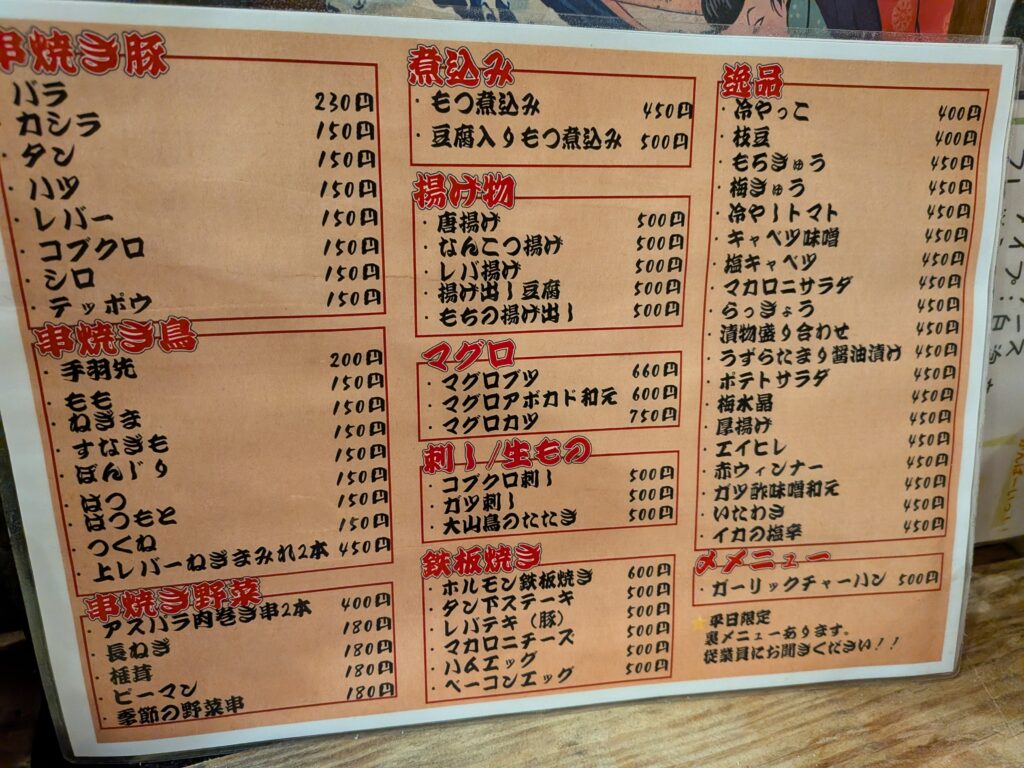 串焼き豚
・バラ 230円
・カシラ 150円
・タン 150円
・ハツ 150円
・レバー 150円
・コブクロ 150円
・シロ 150円
・テッポウ 150円
串焼き鳥
・手羽先 200円
・もも 150円
・ねぎま 150円
・すなぎも 150円
・ぼんじり 150円
・はつ 150円
・はつもと 150円
・つくね 150円
・上レバーねぎまみれ2本 450円
串焼き野菜
・アスパラ肉巻き串2本 400円
・長ねぎ 180円
・椎茸 180円
・ピーマン 180円
・季節の野菜串 180円
煮込み
・もつ煮込み 450円
・豆腐入りもつ煮込み 500円
揚げ物
・唐揚げ 500円
・なんこつ揚げ 500円
・レバ揚げ 500円
・揚げ出し豆腐 500円
・もちの揚げ出し 500円
マグロ
・マグロブツ 660円
・マグロアボカド和え 600円
・マグロカツ 750円
刺し/生もの
・コブクロ刺し 500円
・ガツ刺し 500円
・大山鳥のたたき 500円
鉄板焼き
・ホルモン鉄板焼き 600円
・タン下ステーキ 500円
・レバテキ（豚） 500円
・マカロニチーズ 500円
・ハムエッグ 500円
・ベーコンエッグ 500円
逸品
・冷やっこ 400円
・枝豆 400円
・もろきゅう 450円
・梅きゅう 450円
・冷やしトマト 450円
・キャベツ味噌 450円
・塩キャベツ 450円
・マカロニサラダ 450円
・らっきょう 450円
・漬物盛り合わせ 450円
・うずらたまり醤油漬け 450円
・ポテトサラダ 450円
・梅水晶 450円
・厚揚げ 450円
・エイヒレ 450円
・赤ウィンナー 450円
・ガツ酢味噌和え 450円
・いたわさ 450円
・イカの塩辛 450円
〆メニュー
・ガーリックチャーハン 500円
平日限定
裏メニューあります。
従業員にお聞きください！！